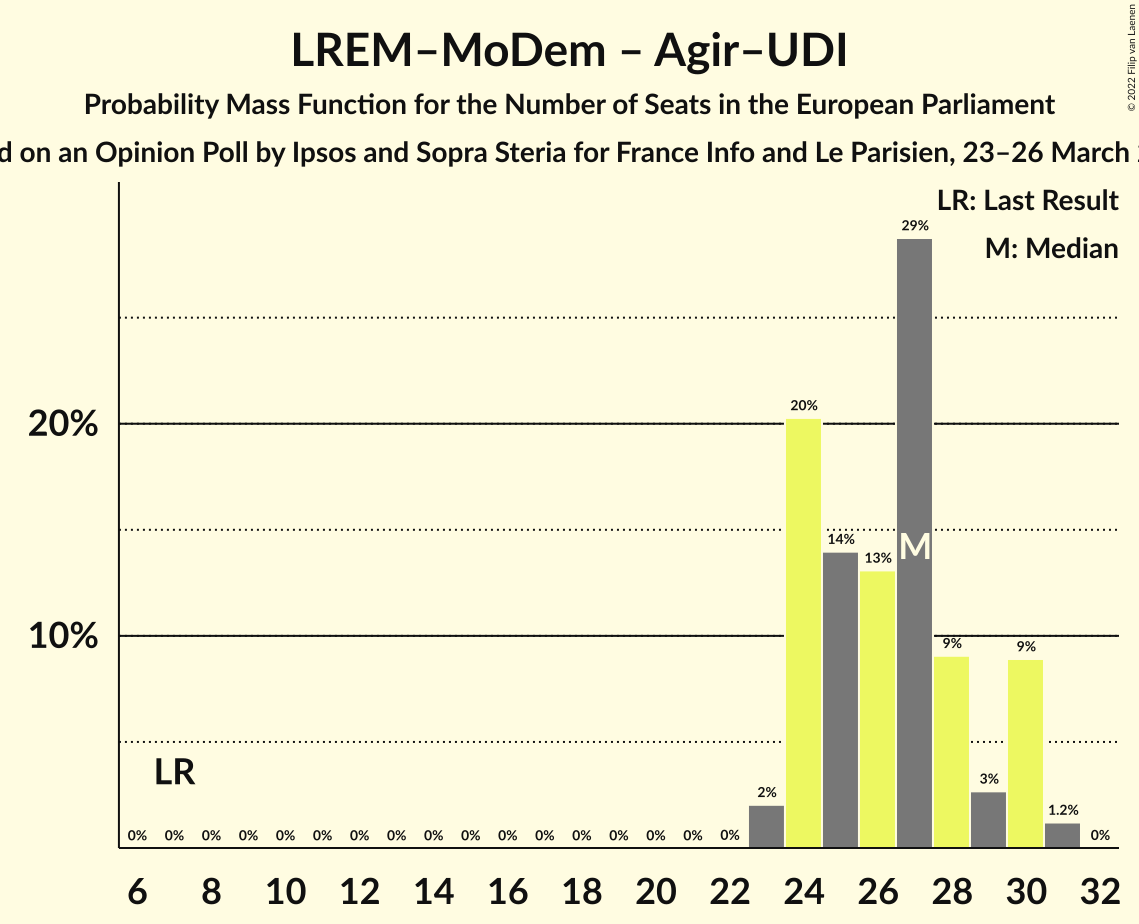 LREM–MoDem – Agir–UDI
Probability Mass Function for the Number of Seats in the European Parliament
on an Opinion Poll by Ipsos and Sopra Steria for France Info and Le Parisien, 23–26 March
© 2022 Filip van Laenen
LR: Last Result
M: Median
29%
20%
20%
14%
13%
M
10%
9%
9%
LR
3%
2%
1.2%
0% 0% 0% 0% 0% 0% 0% 0% 0% 0% 0% 0% 0% 0% 0% 0% 0% 0%
6 8 10 12 14 16 18 20 22 24 26 28 30 32